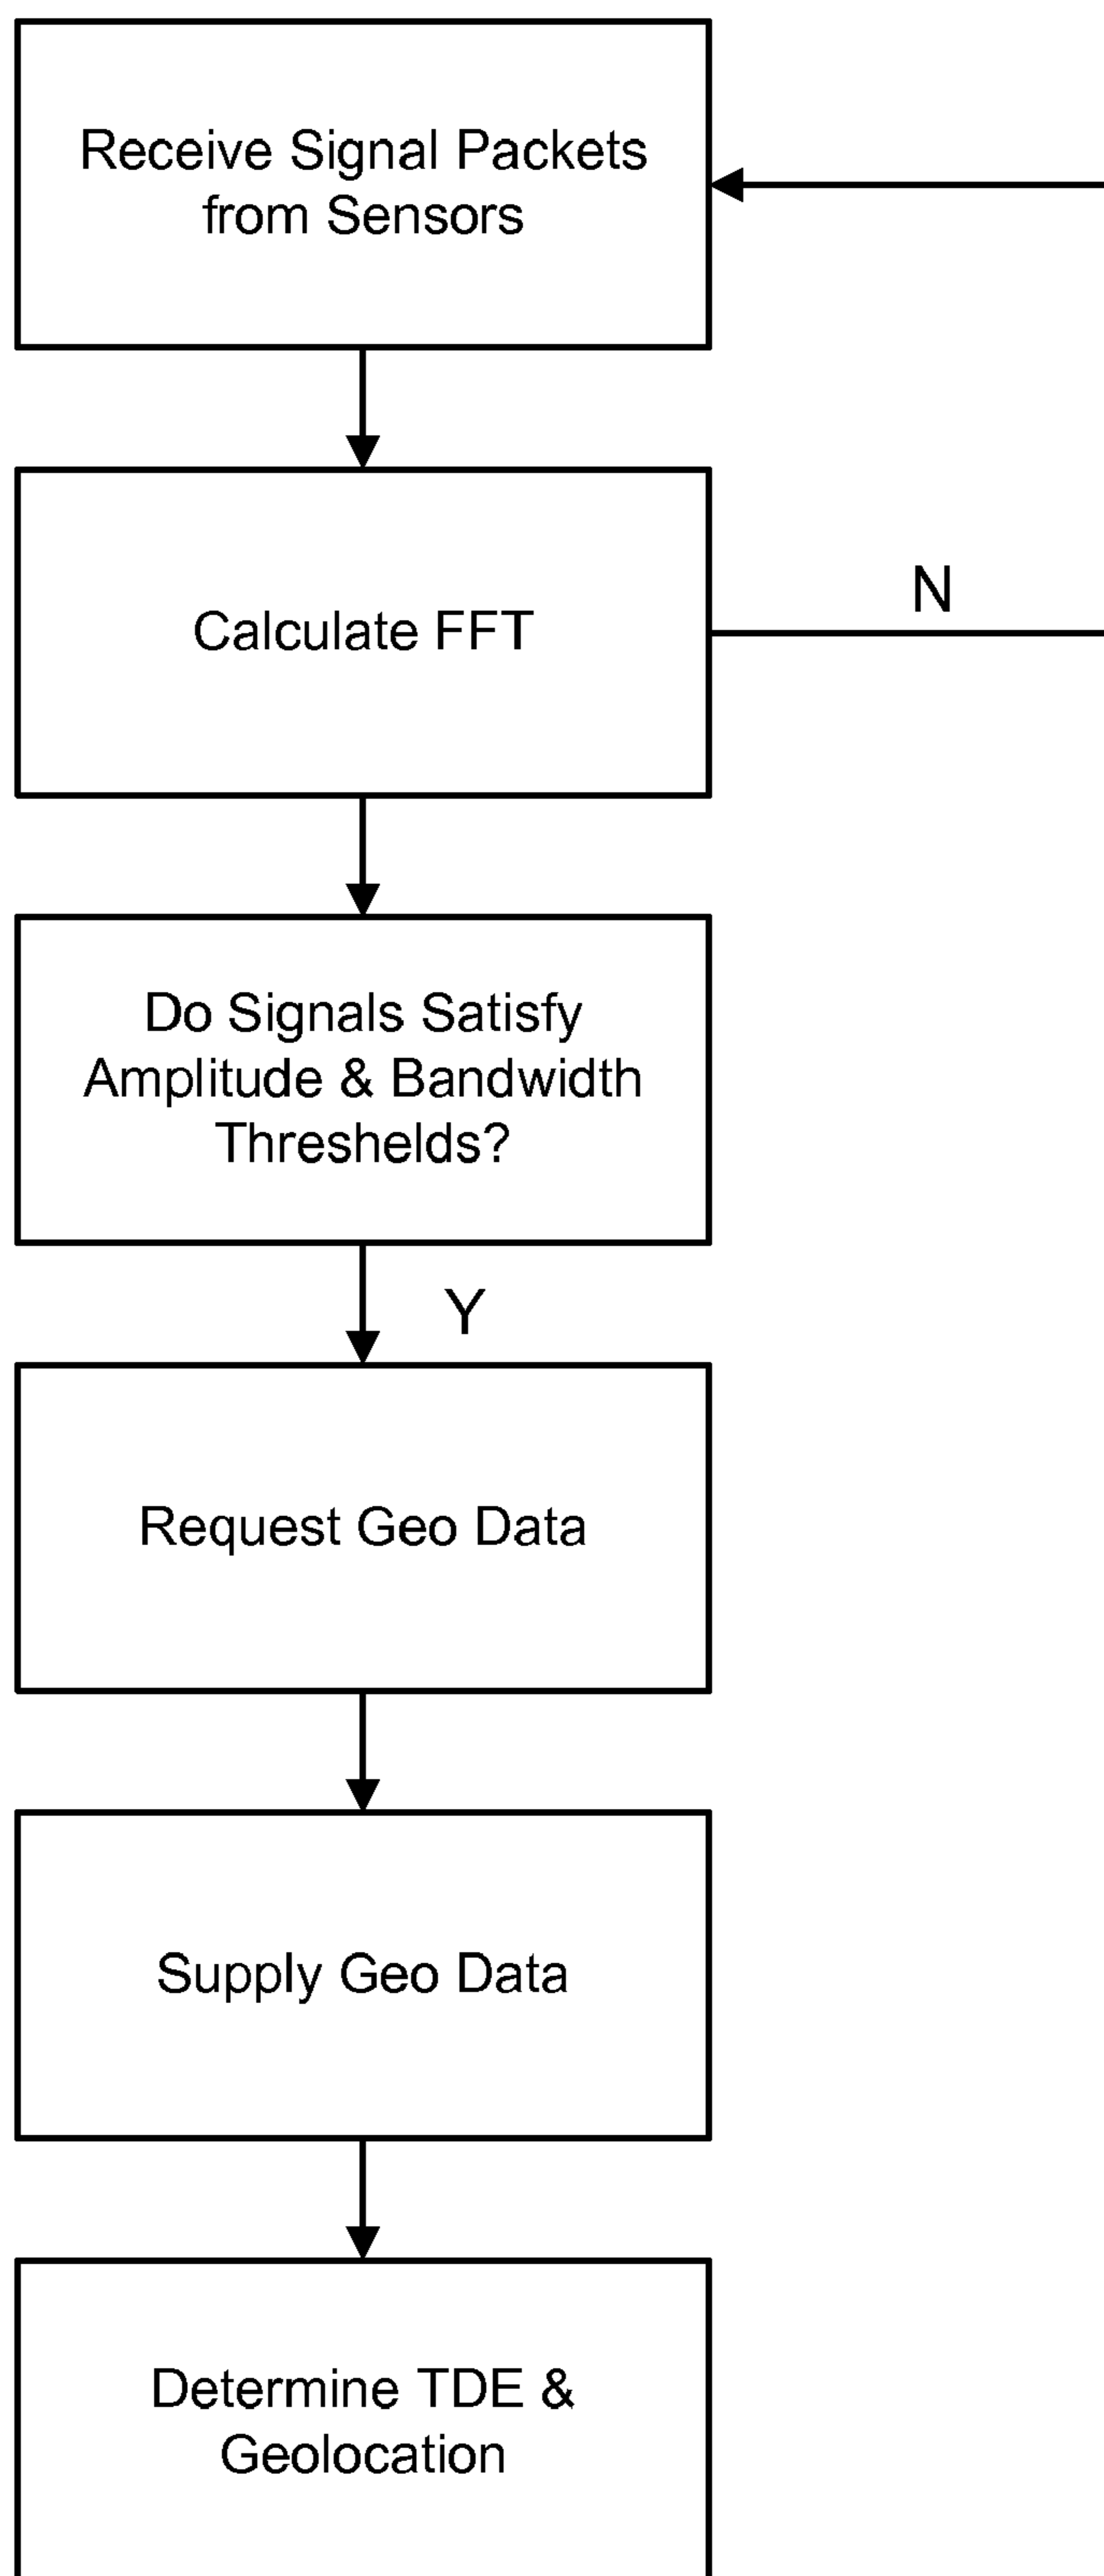 Receive Signal Packets
from Sensors
Calculate FFT
N
Do Signals Satisfy
Amplitude & Bandwidth
Threshelds?
Y
Request Geo Data
Supply Geo Data
Determine TDE &
Geolocation